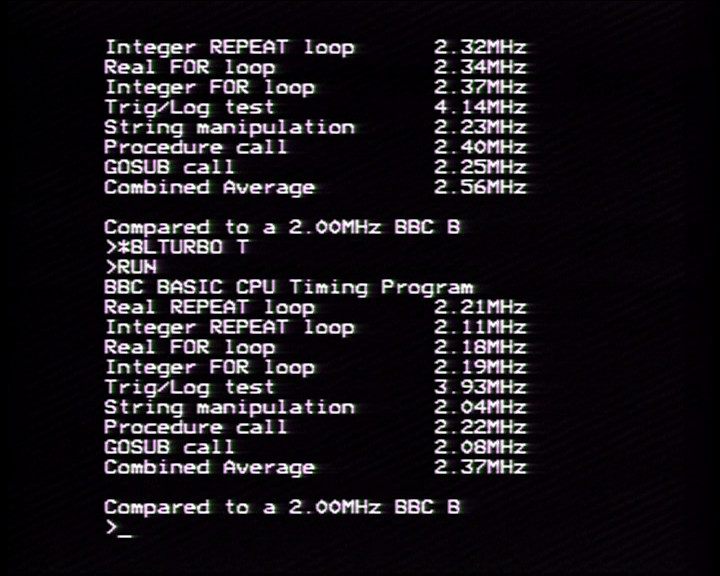 Integer REPEAT loop 2.32MHz
Real FOR loop 2.34MHz
Integer FOR loop 2.37MHz
Trig/Log test 4.14MHz
String manipulation 2.23MHz
Procedure call 2.40MHz
GOSUB call 2.25MHz
Combined Average 2.56MHz
Compared to a 2.00MHz BBC B
>*BLTURBO T
>RUN
BBC BASIC CPU Timing Program
Real REPEAT loop 2.21MHz
Integer REPEAT loop 2.11MHz
Real FOR loop 2.18MHz
Integer FOR loop 2.19MHz
Trig/Log test 3.93MHz
String manipulation 2.04MHz
Procedure call 2.22MHz
GOSUB call 2.08MHz
Combined Average 2.37MHz
Compared to a 2.00MHz BBC B
>_